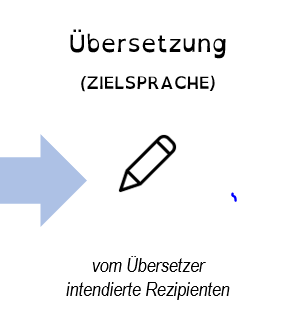 Übersetzung
(ZIELSPRACHE)
vom Übersetzer
intendierte Rezipienten